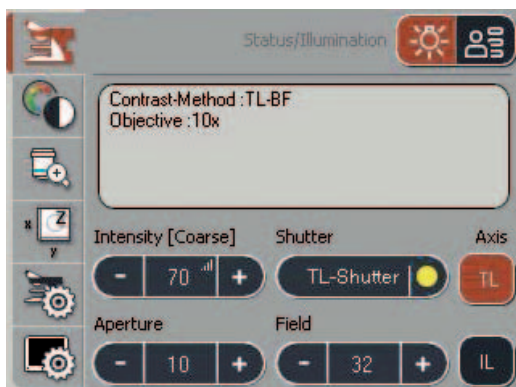 Status/Illumination
Contrast-Method :TL-BF
Objective :10x
x Z
y
Intensity [Coarse] Shutter Axis
- 70 + TL-Shutter TL
Aperture Field
- 10 + - 32 + IL